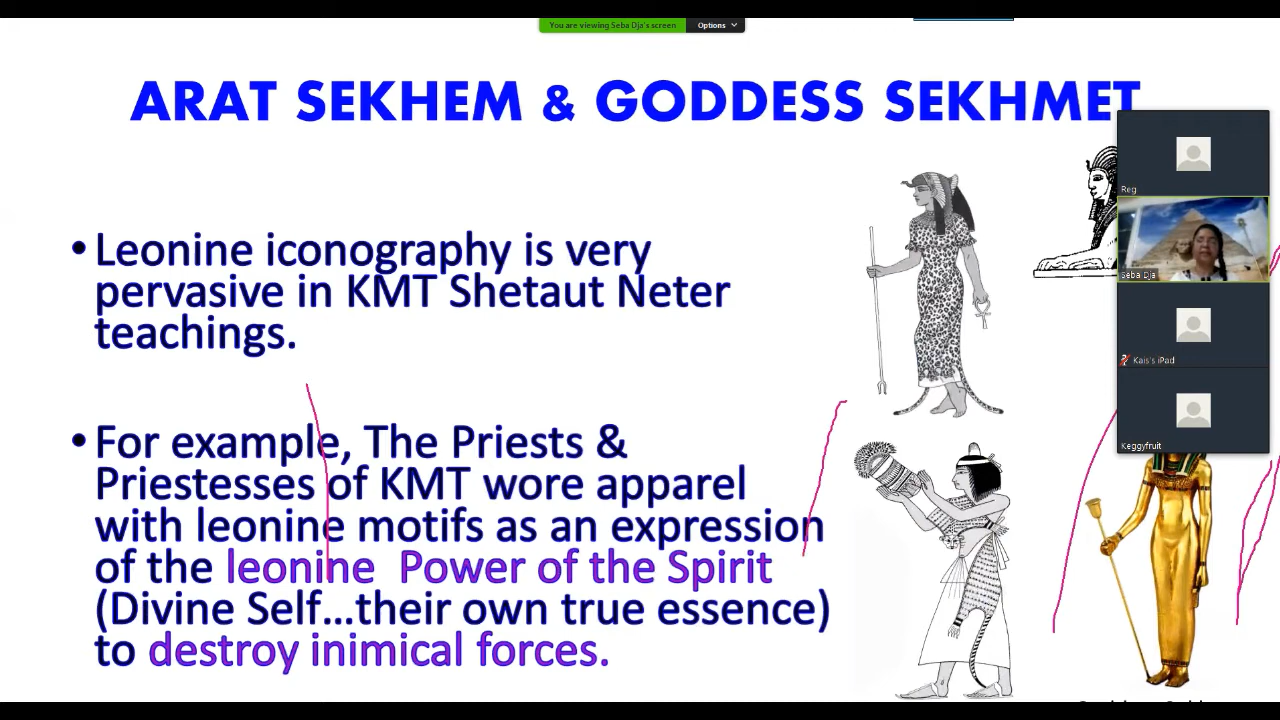 You are viewing Seba Dja's screen
Options
ARAT SEKHEM & GODDESS SEKHMET
• Leonine iconography is very
pervasive in KMT Shetaut Neter
teachings.
• For example, The Priests &
Priestesses of KMT wore apparel
with leonine motifs as an expression
of the leonine Power of the Spirit
(Divine Self...their own true essence)
to destroy inimical forces.
Reg
Seba Dja
Kais's iPad
Keggyfruit